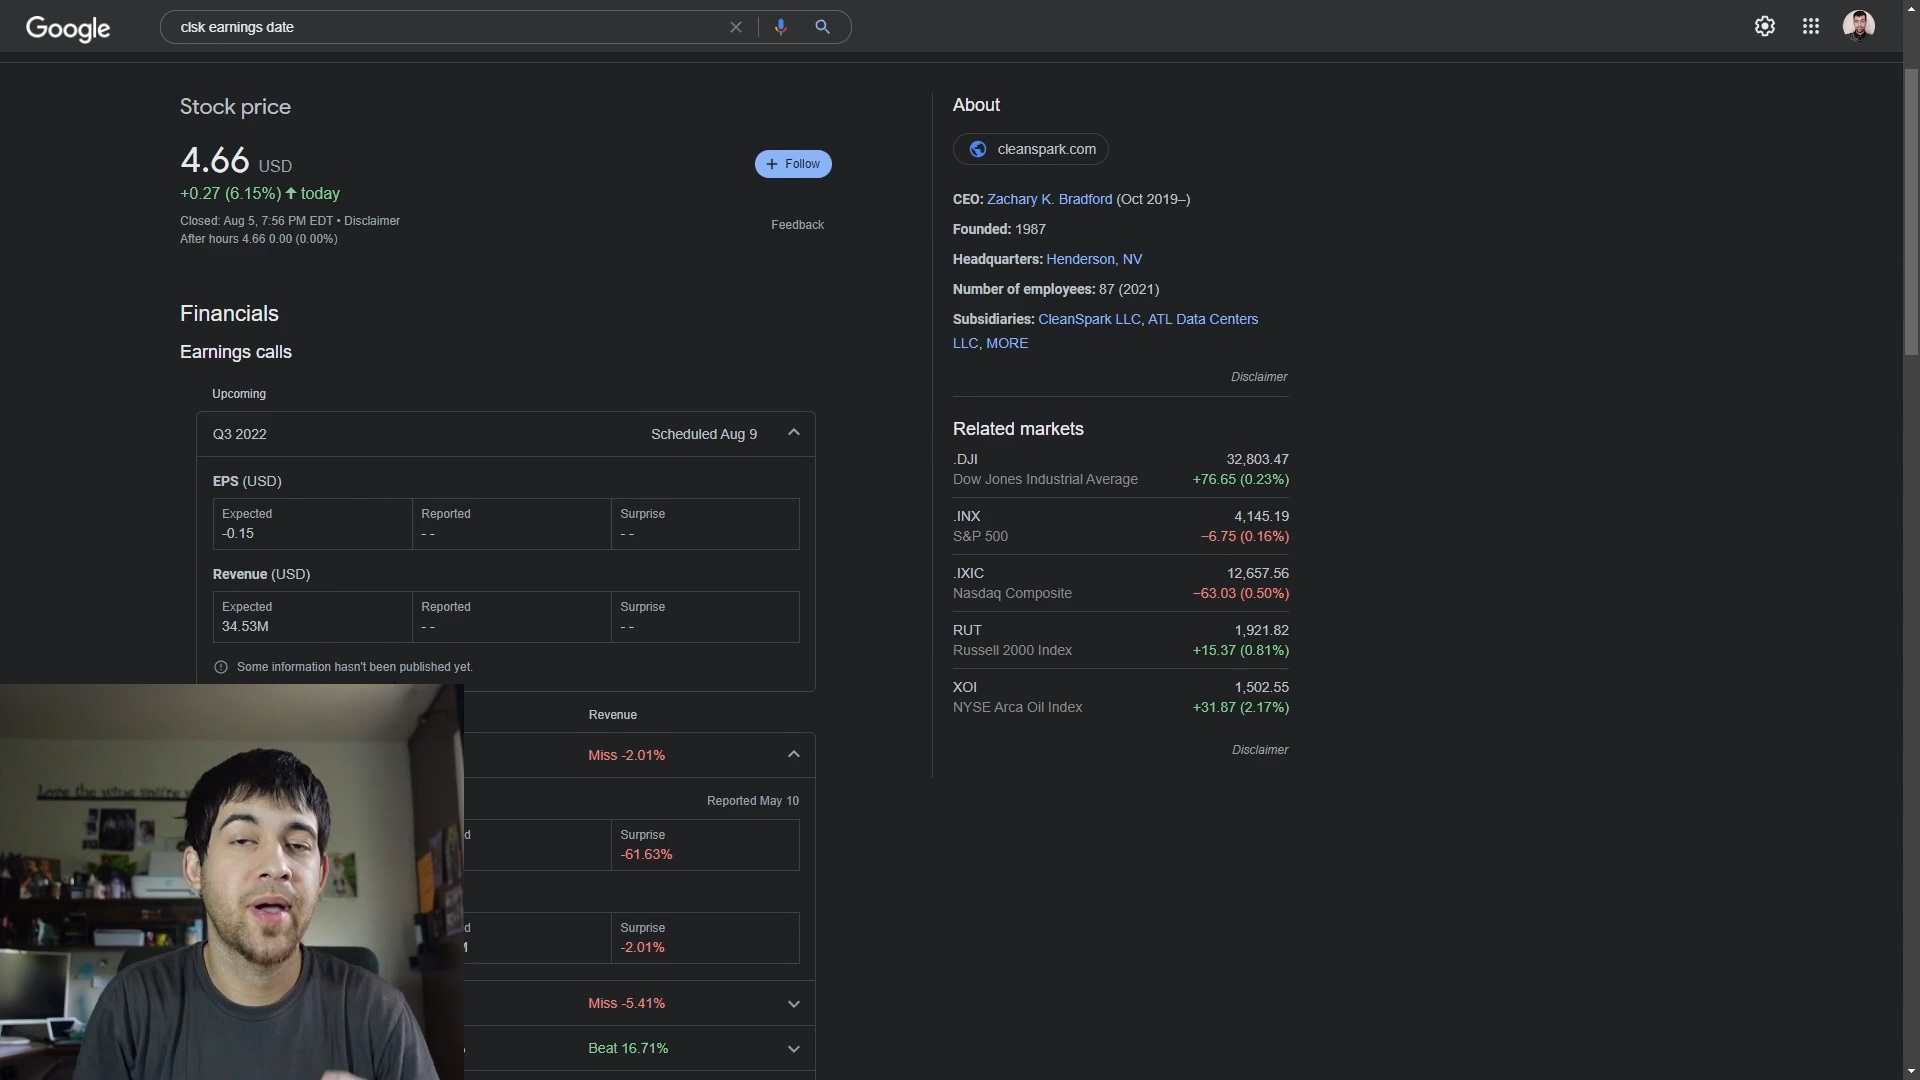 Google
clsk earnings date
Stock price
4.66 USD
+0.27 (6.15%) ↑ today
Closed: Aug 5, 7:56 PM EDT • Disclaimer
After hours 4.66 0.00 (0.00%)
+ Follow
Feedback
Financials
Earnings calls
Upcoming
Q3 2022 Scheduled Aug 9
EPS (USD)
Expected Reported Surprise
-0.15 - - - -
Revenue (USD)
Expected Reported Surprise
34.53M - - - -
Some information hasn't been published yet.
Revenue
Miss -2.01%
Reported May 10
Surprise
-61.63%
Surprise
-2.01%
Miss -5.41%
Beat 16.71%
Love the wine you're
About
cleanspark.com
CEO: Zachary K. Bradford (Oct 2019–)
Founded: 1987
Headquarters: Henderson, NV
Number of employees: 87 (2021)
Subsidiaries: CleanSpark LLC, ATL Data Centers
LLC, MORE
Disclaimer
Related markets
.DJI 32,803.47
Dow Jones Industrial Average +76.65 (0.23%)
.INX 4,145.19
S&P 500 −6.75 (0.16%)
.IXIC 12,657.56
Nasdaq Composite −63.03 (0.50%)
RUT 1,921.82
Russell 2000 Index +15.37 (0.81%)
XOI 1,502.55
NYSE Arca Oil Index +31.87 (2.17%)
Disclaimer